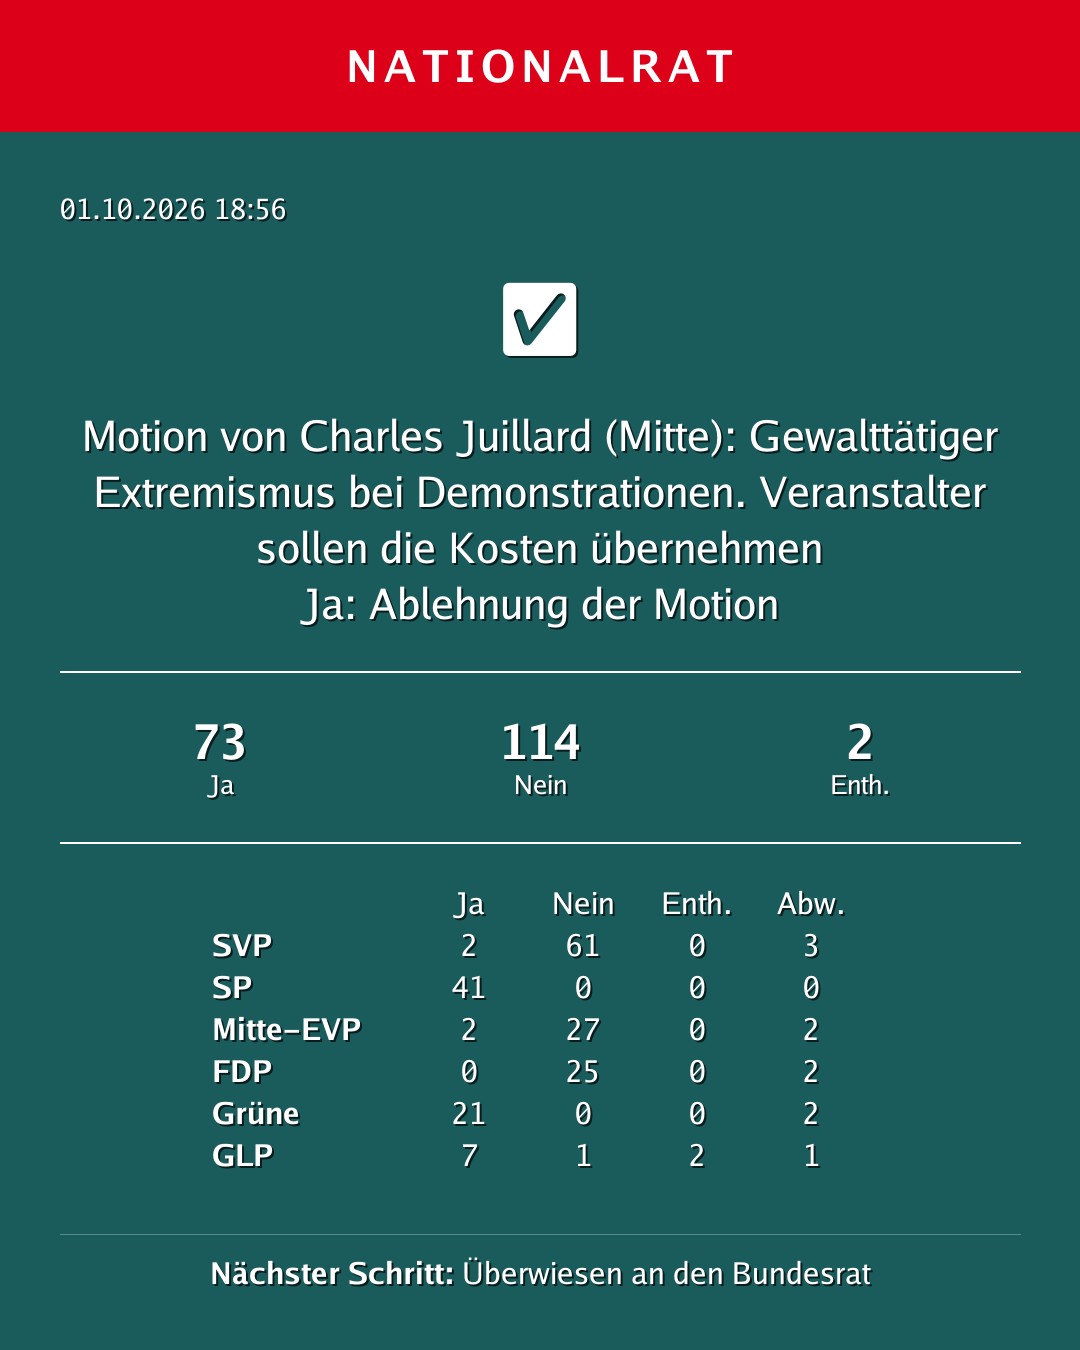 NATIONALRAT
01.10.2026 18:56
Motion von Charles Juillard (Mitte): Gewalttätiger
Extremismus bei Demonstrationen. Veranstalter
sollen die Kosten übernehmen
Ja: Ablehnung der Motion
73 114 2
Ja Nein Enth.
Ja Nein Enth. Abw.
SVP 2 61 0 3
SP 41 0 0 0
Mitte–EVP 2 27 0 2
FDP 0 25 0 2
Grüne 21 0 0 2
GLP 7 1 2 1
Nächster Schritt: Überwiesen an den Bundesrat